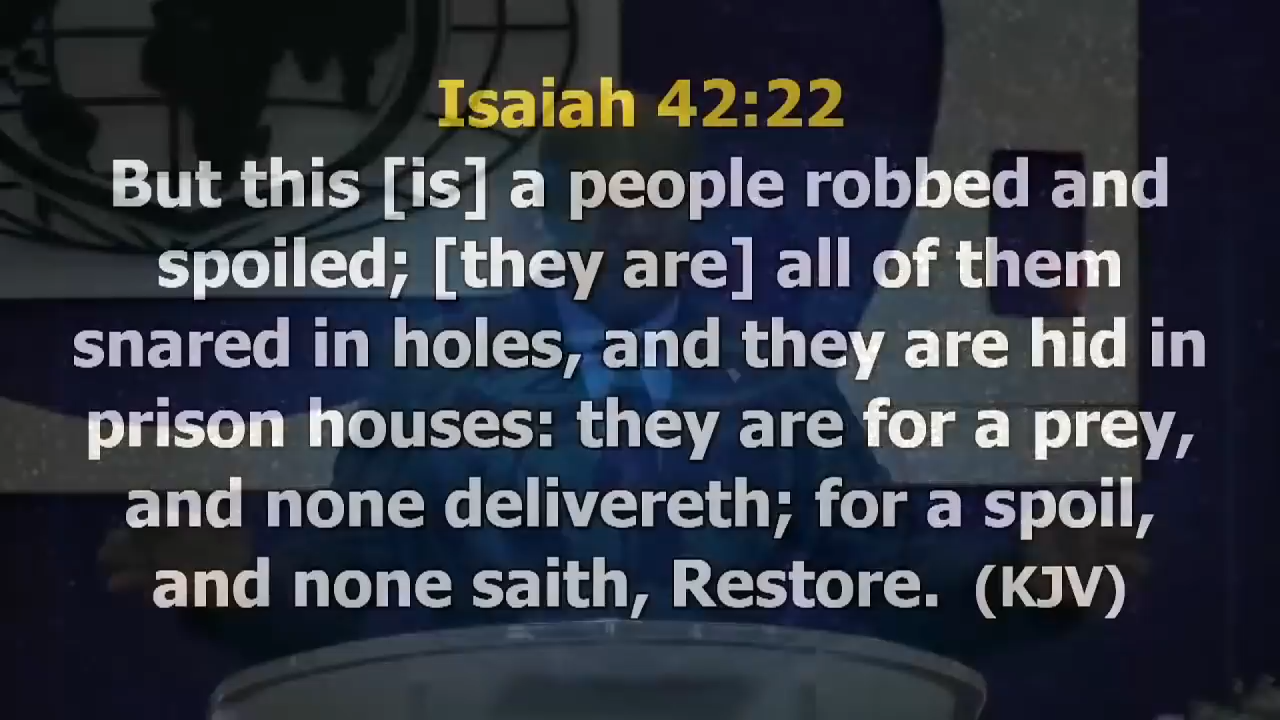 Isaiah 42:22
But this [is] a people robbed and
spoiled; [they are] all of them
snared in holes, and they are hid in
prison houses: they are for a prey,
and none delivereth; for a spoil,
and none saith, Restore. (KJV)